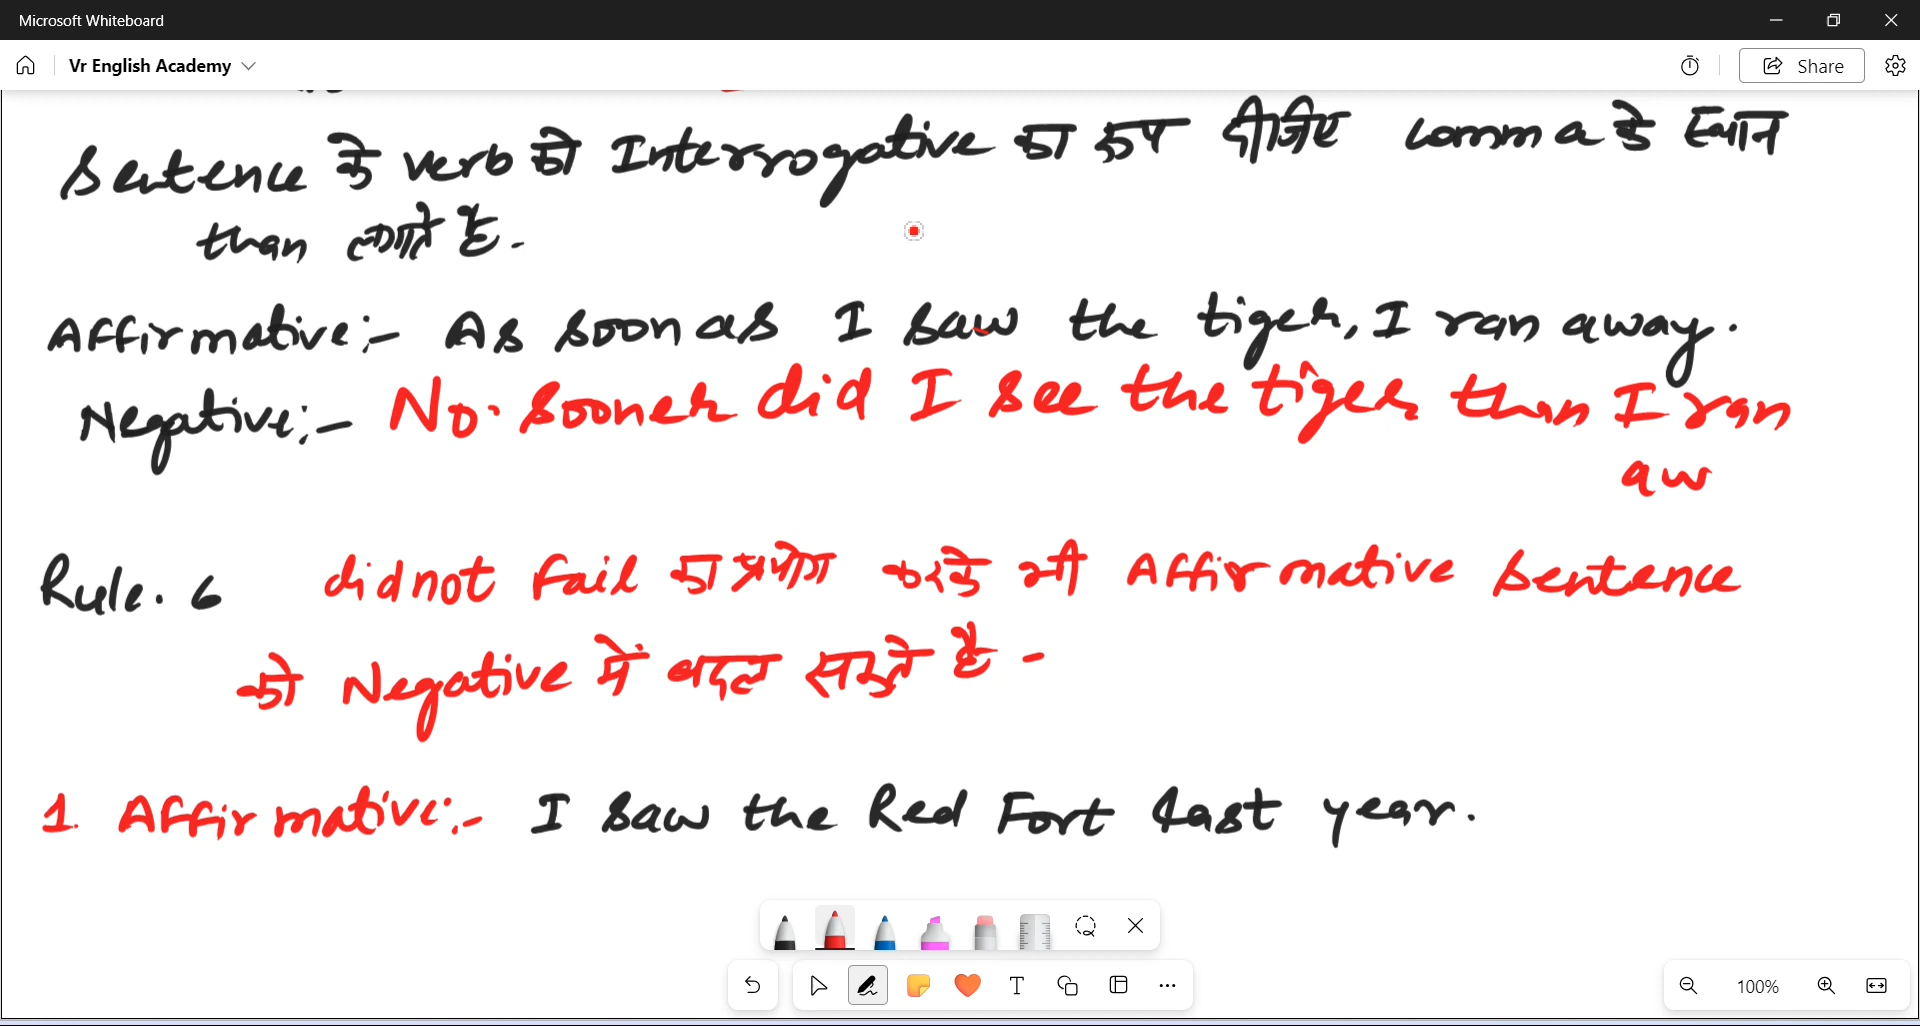 Microsoft Whiteboard
Vr English Academy
Share
Sentence के verb को Interrogative का रूप दीजिए comma के स्थान
than लगाते है.
Affirmative:- As soon as I saw the tiger, I ran away.
Negative:- No. sooner did I see the tiger than I ran
aw
Rule. 6 did not fail का प्रयोग करके भी Affirmative Sentence
को Negative में बदल सकते है -
1. Affirmative:- I saw the Red Fort last year.
100%